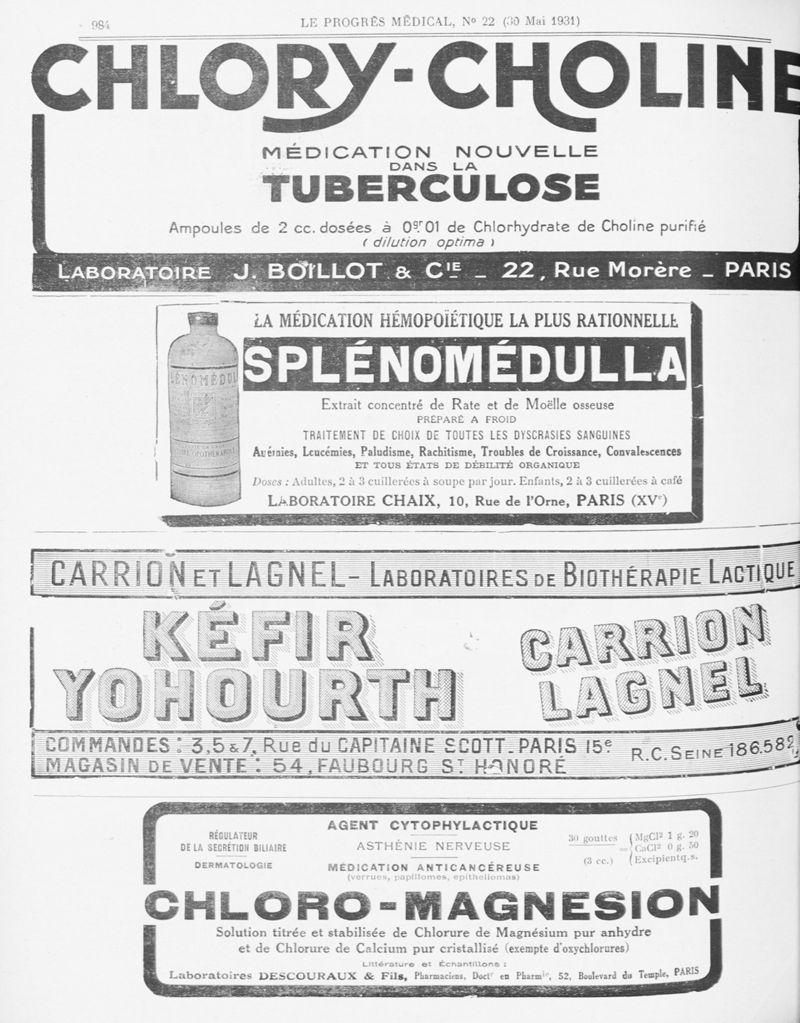 984
LE PROGRÈS MÉDICAL, No 22 (30 Mai 1931)
CHLORY-CHOLINE
MÉDICATION NOUVELLE
DANS LA
TUBERCULOSE
Ampoules de 2 cc. dosées à 0gr01 de Chlorhydrate de Choline purifié
(dilution optima)
LABORATOIRE J. BOILLOT & CIE _ 22, Rue Morère _ PARIS
LA MÉDICATION HÉMOPOÏÉTIQUE LA PLUS RATIONNELLE
SPLÉNOMÉDULLA
Extrait concentré de Rate et de Moëlle osseuse
PRÉPARÉ A FROID
TRAITEMENT DE CHOIX DE TOUTES LES DYSCRASIES SANGUINES
Anémies, Leucémies, Paludisme, Rachitisme, Troubles de Croissance, Convalescences
ET TOUS ÉTATS DE DÉBILITÉ ORGANIQUE
Doses : Adultes, 2 à 3 cuillerées à soupe par jour. Enfants, 2 à 3 cuillerées à café
LABORATOIRE CHAIX, 10, Rue de l'Orne, PARIS (XVe)
CARRION ET LAGNEL - LABORATOIRES DE BIOTHÉRAPIE LACTIQUE
KÉFIR
YOHOURTH
CARRION
LAGNEL
COMMANDES : 3, 5 & 7, Rue du CAPITAINE SCOTT_PARIS 15e
MAGASIN DE VENTE : 54, FAUBOURG ST HONORÉ
R.C. SEINE 186.582
RÉGULATEUR
DE LA SECRÉTION BILIAIRE
DERMATOLOGIE
AGENT CYTOPHYLACTIQUE
ASTHÉNIE NERVEUSE
MÉDICATION ANTICANCÉREUSE
(verrues, papillomes, epitheliomas)
30 gouttes
(3 cc.)
=
MgCl2 1 g. 20
CaCl2 0 g. 50
Excipient q.s.
CHLORO-MAGNESION
Solution titrée et stabilisée de Chlorure de Magnésium pur anhydre
et de Chlorure de Calcium pur cristallisé (exempte d'oxychlorures)
Littérature et Échantillons :
Laboratoires DESCOURAUX & Fils, Pharmaciens, Doctr en Pharmie, 52, Boulevard du Temple, PARIS